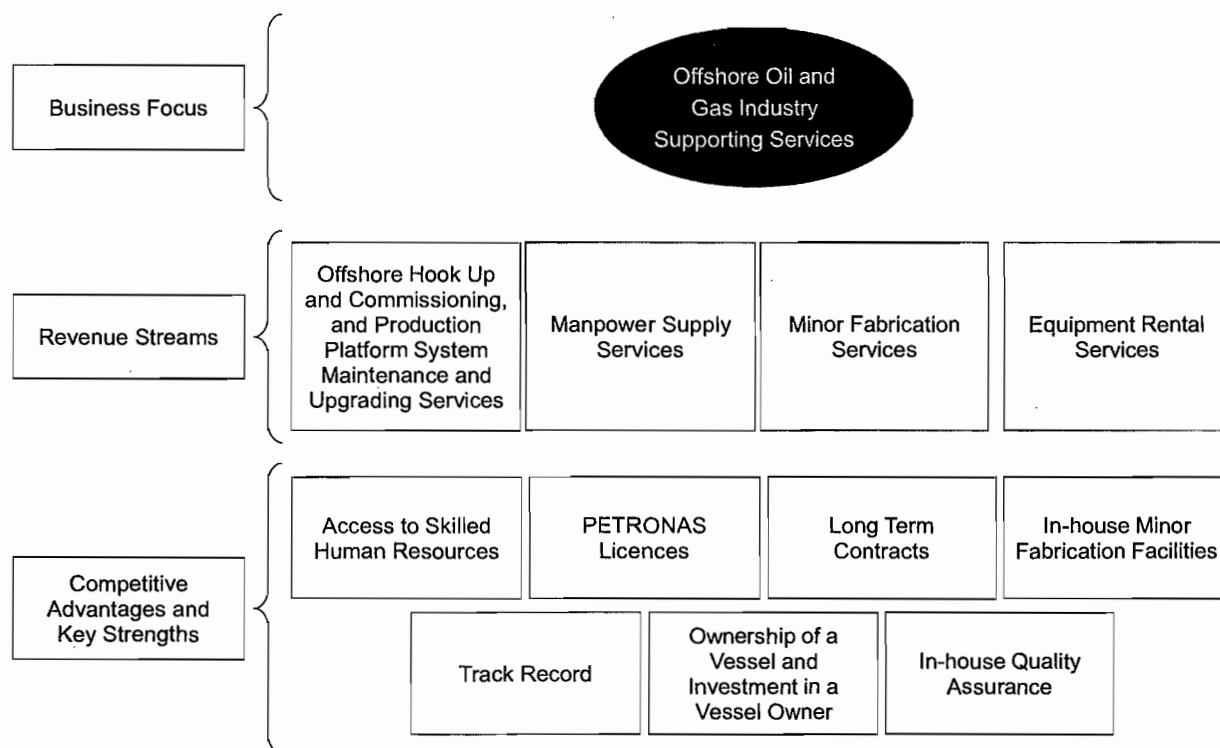 Business Focus
Offshore Oil and
Gas Industry
Supporting Services
Revenue Streams
Offshore Hook Up
and Commissioning,
and Production
Platform System
Maintenance and
Upgrading Services
Manpower Supply
Services
Minor Fabrication
Services
Equipment Rental
Services
Competitive
Advantages and
Key Strengths
Access to Skilled
Human Resources
PETRONAS
Licences
Long Term
Contracts
In-house Minor
Fabrication Facilities
Track Record
Ownership of a
Vessel and
Investment in a
Vessel Owner
In-house Quality
Assurance